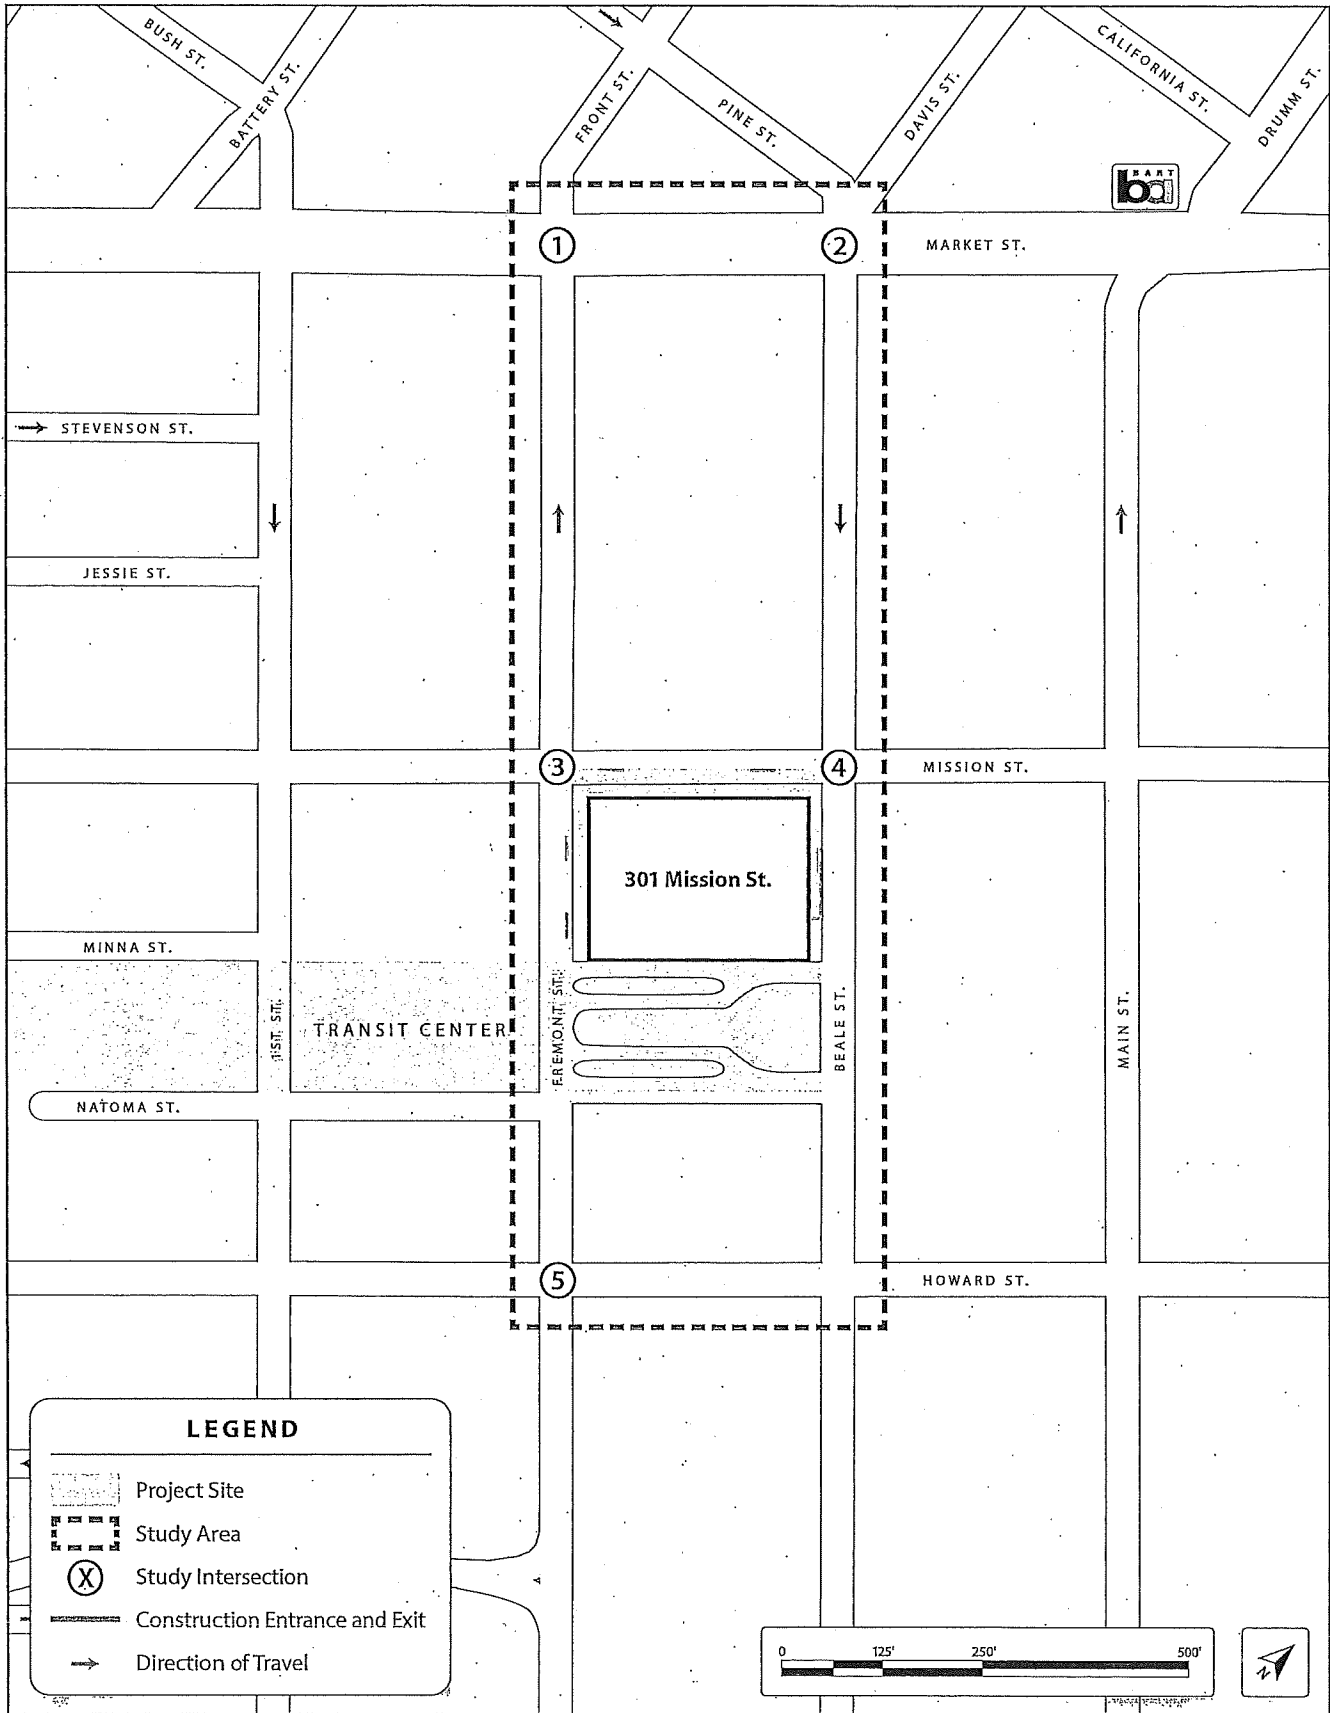 BUSH ST.
BATTERY ST.
FRONT ST.
PINE ST.
DAVIS ST.
CALIFORNIA ST.
DRUMM ST.
BART
ba
1
2
MARKET ST.
STEVENSON ST.
JESSIE ST.
3
4
MISSION ST.
301 Mission St.
MINNA ST.
1ST ST.
TRANSIT CENTER
FREMONT ST.
BEALE ST.
MAIN ST.
NATOMA ST.
5
HOWARD ST.
LEGEND
Project Site
Study Area
X Study Intersection
Construction Entrance and Exit
Direction of Travel
0 125' 250' 500'
N